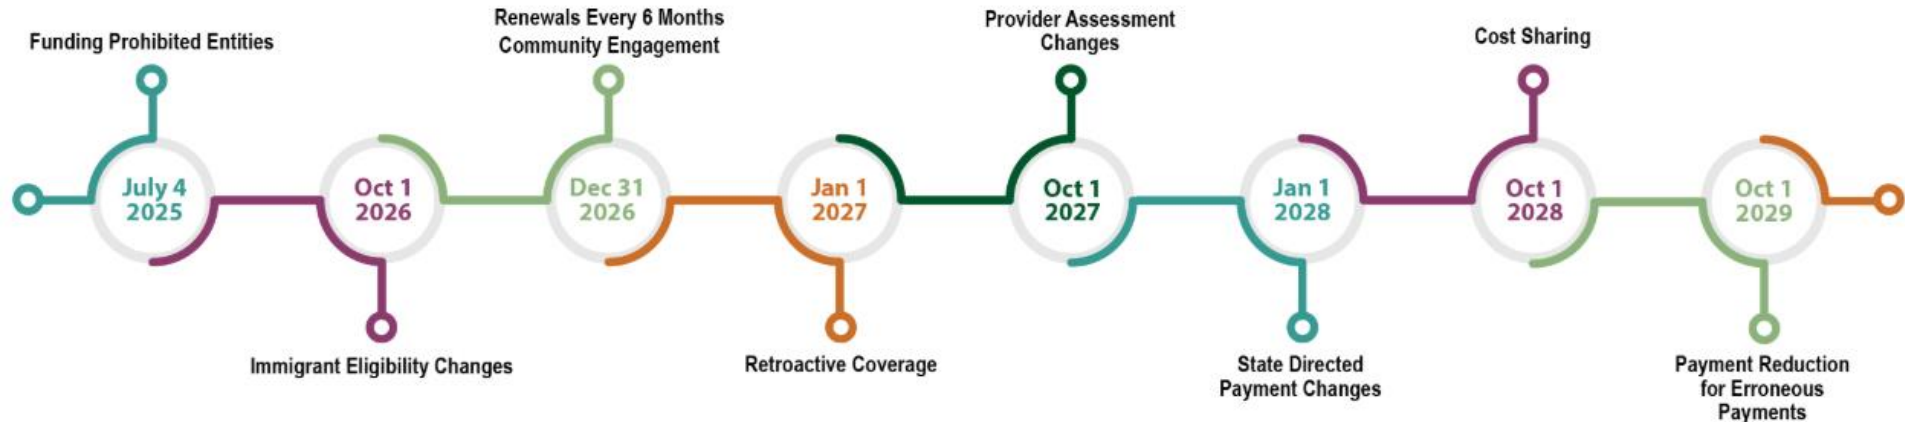 Funding Prohibited Entities
July 4
2025
Oct 1
2026
Immigrant Eligibility Changes
Renewals Every 6 Months
Community Engagement
Dec 31
2026
Jan 1
2027
Retroactive Coverage
Provider Assessment
Changes
Oct 1
2027
Jan 1
2028
State Directed
Payment Changes
Cost Sharing
Oct 1
2028
Oct 1
2029
Payment Reduction
for Erroneous
Payments